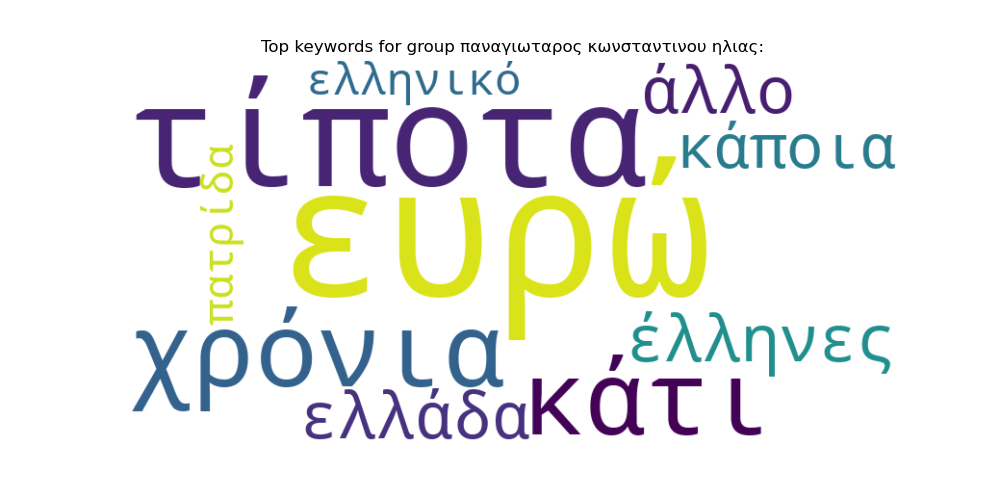 Top keywords for group παναγιωταρος κωνσταντινου ηλιας:
ελληνικό
άλλο
τίποτα
κάποια
πατρίδα
ευρώ
χρόνια
έλληνες
ελλάδα
κάτι